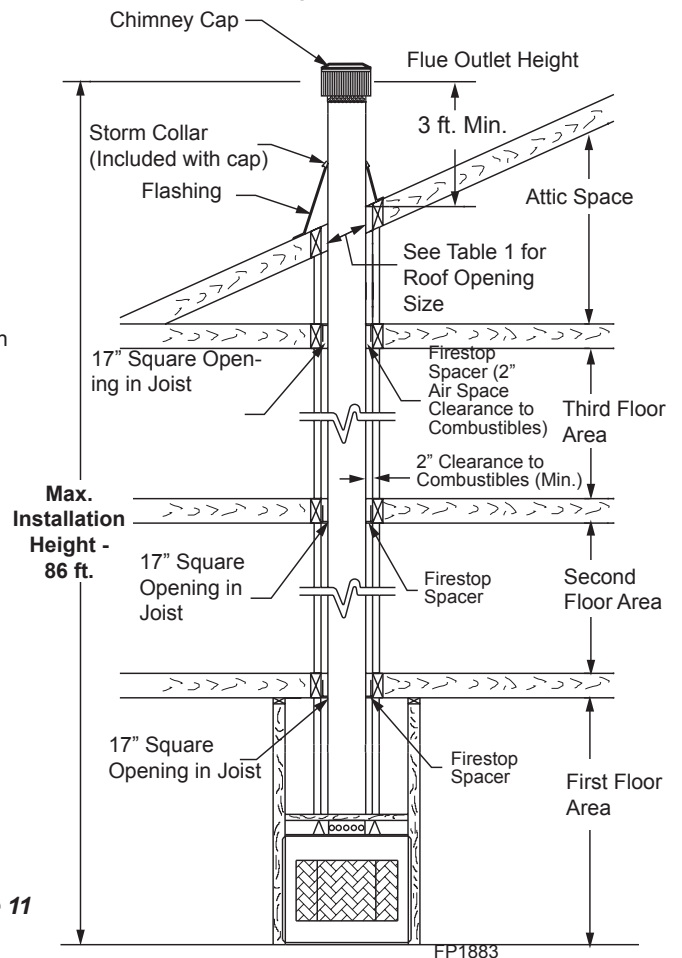 Chimney Cap
Flue Outlet Height
3 ft. Min.
Storm Collar
(Included with cap)
Flashing
Attic Space
See Table 1 for
Roof Opening
Size
n
17" Square Open-
ing in Joist
Firestop
Spacer (2"
Air Space
Clearance to
Combustibles)
Third Floor
Area
2" Clearance to
Combustibles (Min.)
Max.
Installation
Height -
86 ft.
17" Square
Opening in
Joist
Firestop
Spacer
Second
Floor Area
17" Square
Opening in Joist
Firestop
Spacer
First Floor
Area
11
FP1883